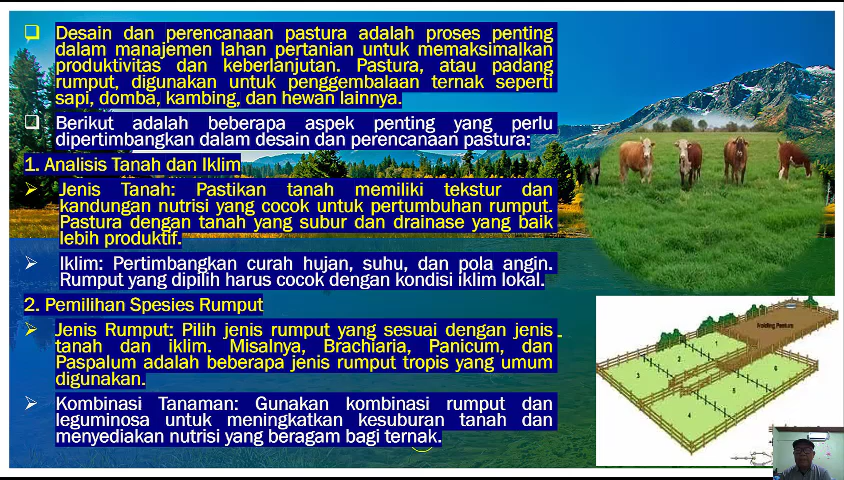 Desain dan perencanaan pastura adalah proses penting
dalam manajemen lahan pertanian untuk memaksimalkan
produktivitas dan keberlanjutan. Pastura, atau padang
rumput, digunakan untuk penggembalaan ternak seperti
sapi, domba, kambing, dan hewan lainnya.
Berikut adalah beberapa aspek penting yang perlu
dipertimbangkan dalam desain dan perencanaan pastura:
1. Analisis Tanah dan Iklim
Jenis Tanah: Pastikan tanah memiliki tekstur dan
kandungan nutrisi yang cocok untuk pertumbuhan rumput.
Pastura dengan tanah yang subur dan drainase yang baik
lebih produktif.
Iklim: Pertimbangkan curah hujan, suhu, dan pola angin.
Rumput yang dipilih harus cocok dengan kondisi iklim lokal.
2. Pemilihan Spesies Rumput
Jenis Rumput: Pilih jenis rumput yang sesuai dengan jenis
tanah dan iklim. Misalnya, Brachiaria, Panicum, dan
Paspalum adalah beberapa jenis rumput tropis yang umum
digunakan.
Kombinasi Tanaman: Gunakan kombinasi rumput dan
leguminosa untuk meningkatkan kesuburan tanah dan
menyediakan nutrisi yang beragam bagi ternak.
Holding Pasture
1
2
3
4
5
6